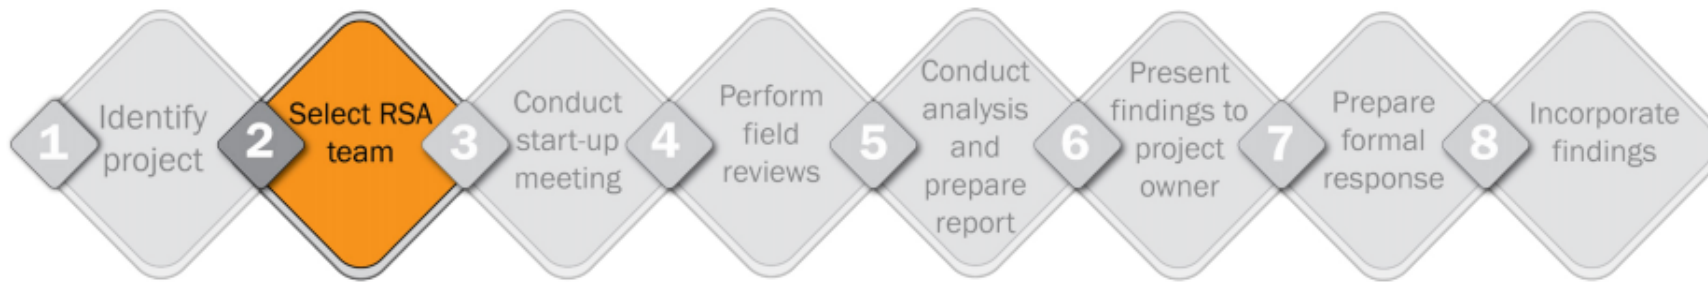 1
Identify
project
2
Select RSA
team
3
Conduct
start-up
meeting
4
Perform
field
reviews
5
Conduct
analysis
and
prepare
report
6
Present
findings to
project
owner
7
Prepare
formal
response
8
Incorporate
findings